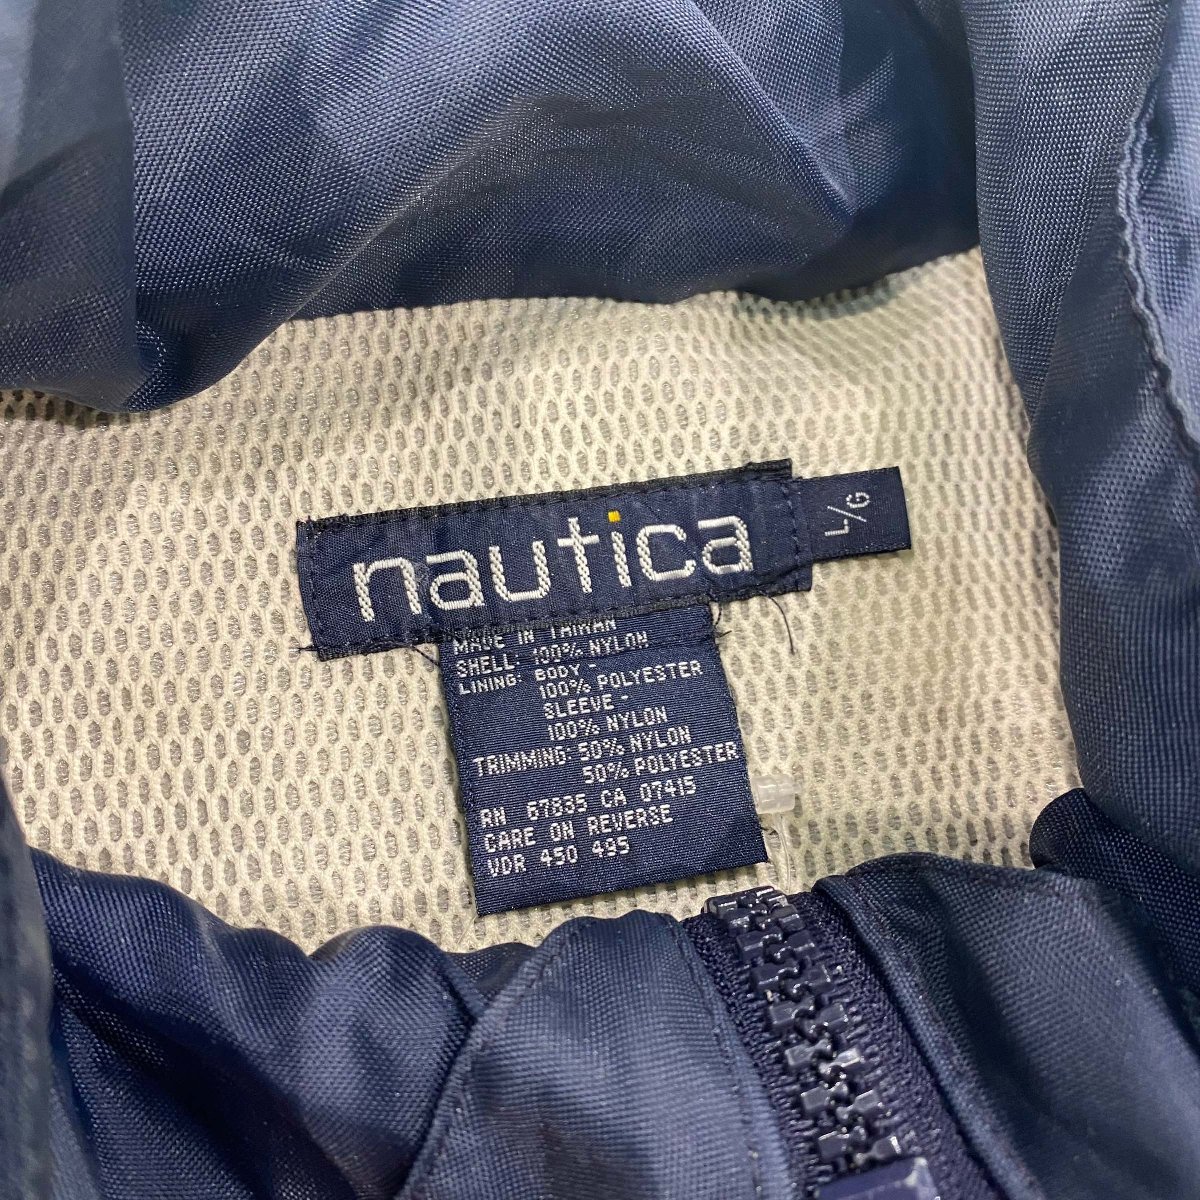 nautica
L/G
MADE IN TAIWAN
SHELL: 100% NYLON
LINING: BODY -
100% POLYESTER
SLEEVE -
100% NYLON
TRIMMING: 50% NYLON
50% POLYESTER
RN 67835 CA 07415
CARE ON REVERSE
VDR 450 495